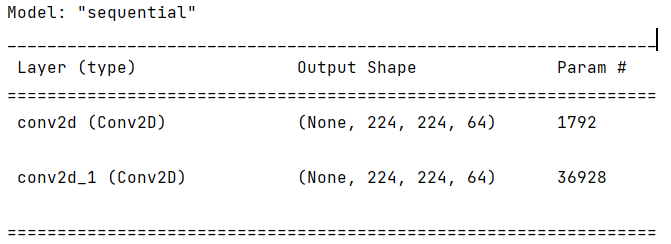 Model: "sequential"
_________________________________________________________________
Layer (type) Output Shape Param #
=================================================================
conv2d (Conv2D) (None, 224, 224, 64) 1792
conv2d_1 (Conv2D) (None, 224, 224, 64) 36928
=================================================================